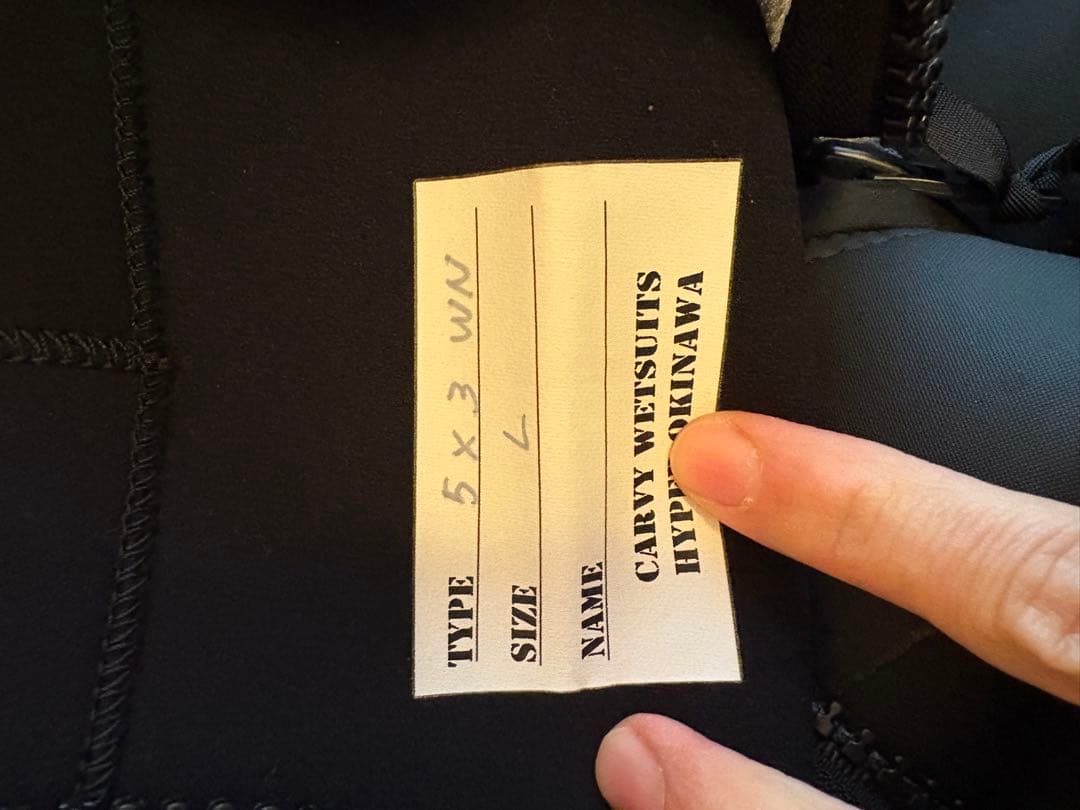 TYPE 5 x 3 WN
SIZE L
NAME
CARVY WETSUITS
OKINAWA